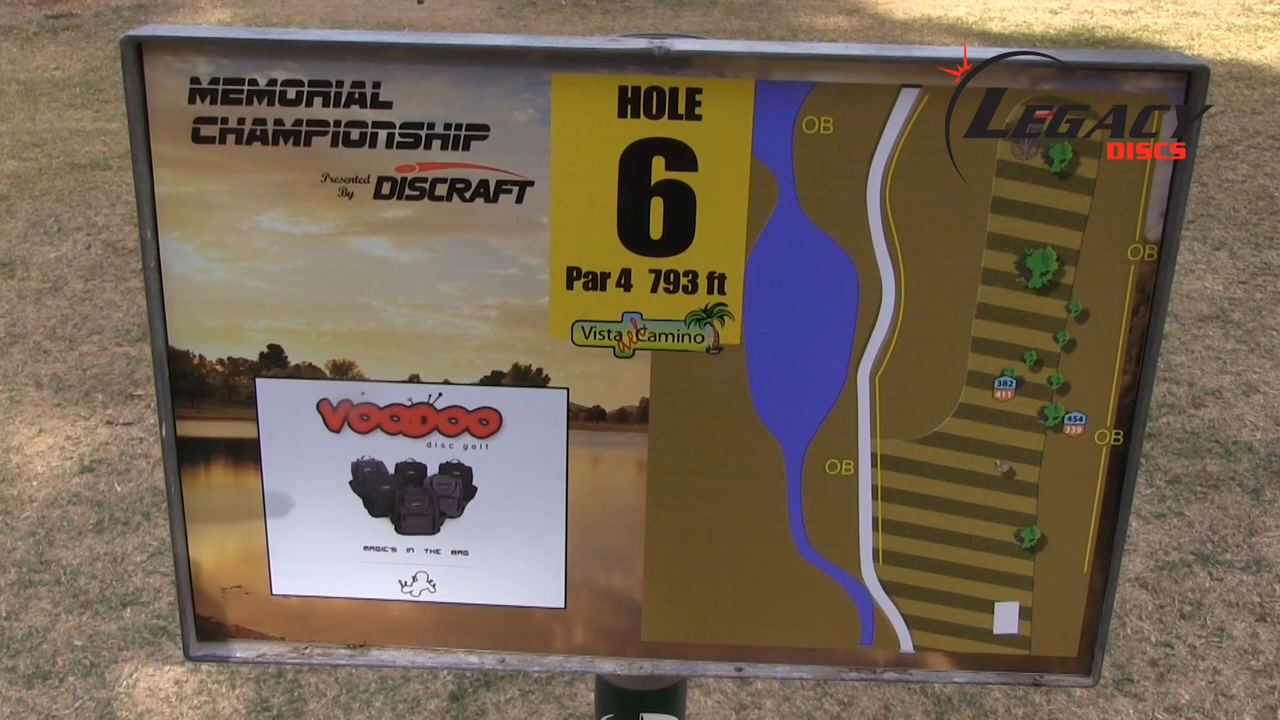 MEMORIAL
CHAMPIONSHIP
Presented
By
DISCRAFT
HOLE
6
Par 4 793 ft
Vista del Camino
VOODOO
disc golf
MAGIC'S IN THE BAG
OB
OB
OB
OB
382
411
454
339
LEGACY
DISCS